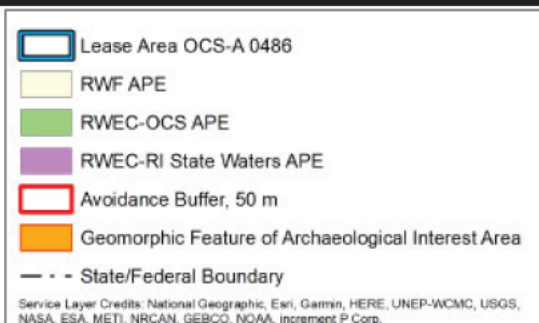 Lease Area OCS-A 0486
RWF APE
RWEC-OCS APE
RWEC-RI State Waters APE
Avoidance Buffer, 50 m
Geomorphic Feature of Archaeological Interest Area
State/Federal Boundary
Service Layer Credits: National Geographic, Esri, Garmin, HERE, UNEP-WCMC, USGS,
NASA, ESA, METI, NRCAN, GEBCO, NOAA, increment P Corp.